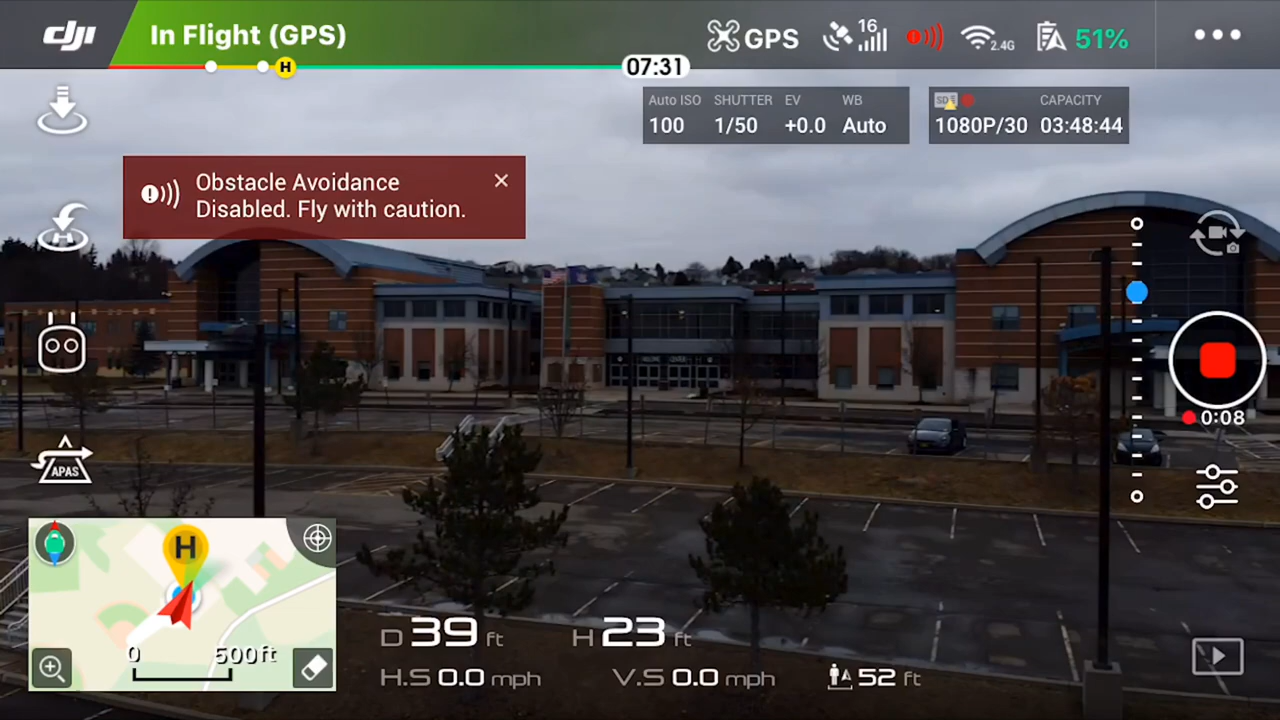 dji
In Flight (GPS)
GPS
16
2.4G
51%
07:31
H
Auto ISO SHUTTER EV WB
100 1/50 +0.0 Auto
SD CAPACITY
1080P/30 03:48:44
Obstacle Avoidance
Disabled. Fly with caution.
H
0:08
APAS
H
0 500ft
D 39 ft H 23 ft
H.S 0.0 mph V.S 0.0 mph 52 ft